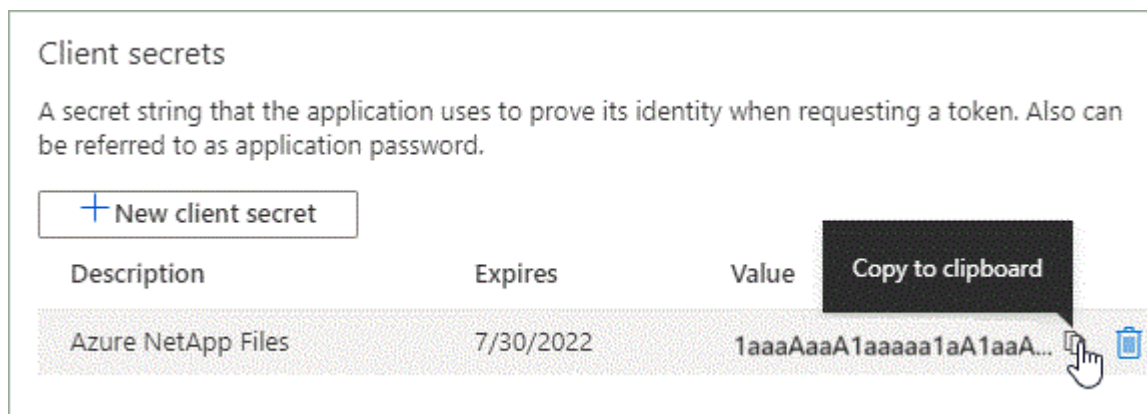 Client secrets
A secret string that the application uses to prove its identity when requesting a token. Also can
be referred to as application password.
+ New client secret
Copy to clipboard
Description Expires Value
Azure NetApp Files 7/30/2022 1aaaAaaA1aaaaa1aA1aaA...